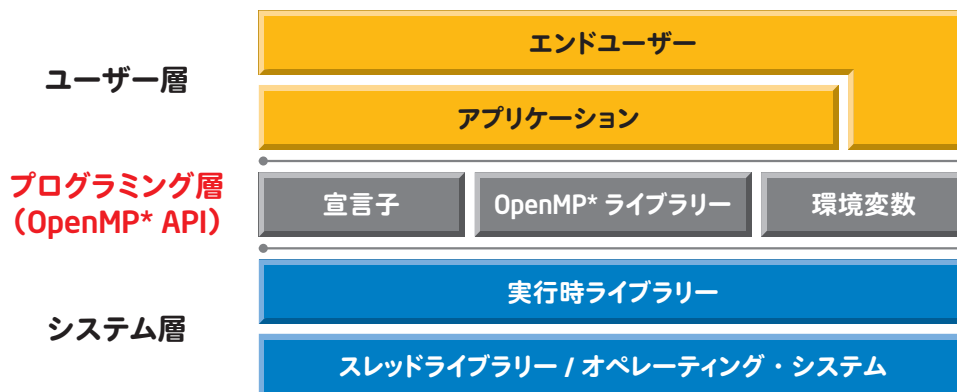 ユーザー層
エンドユーザー
アプリケーション
プログラミング層
(OpenMP* API)
宣言子
OpenMP* ライブラリー
環境変数
システム層
実行時ライブラリー
スレッドライブラリー / オペレーティング・システム